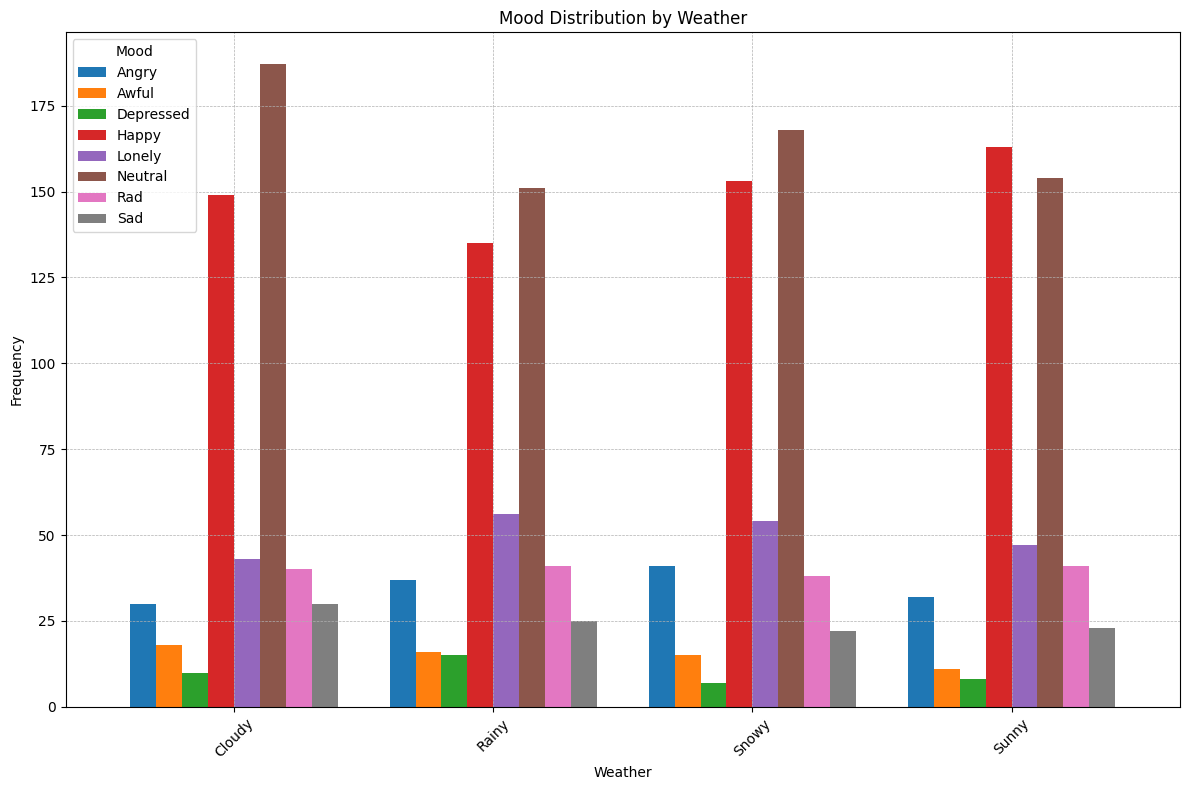 Mood Distribution by Weather
Mood
Angry
Awful
Depressed
Happy
Lonely
Neutral
Rad
Sad
175
150
125
100
75
50
25
0
Frequency
Cloudy
Rainy
Snowy
Sunny
Weather